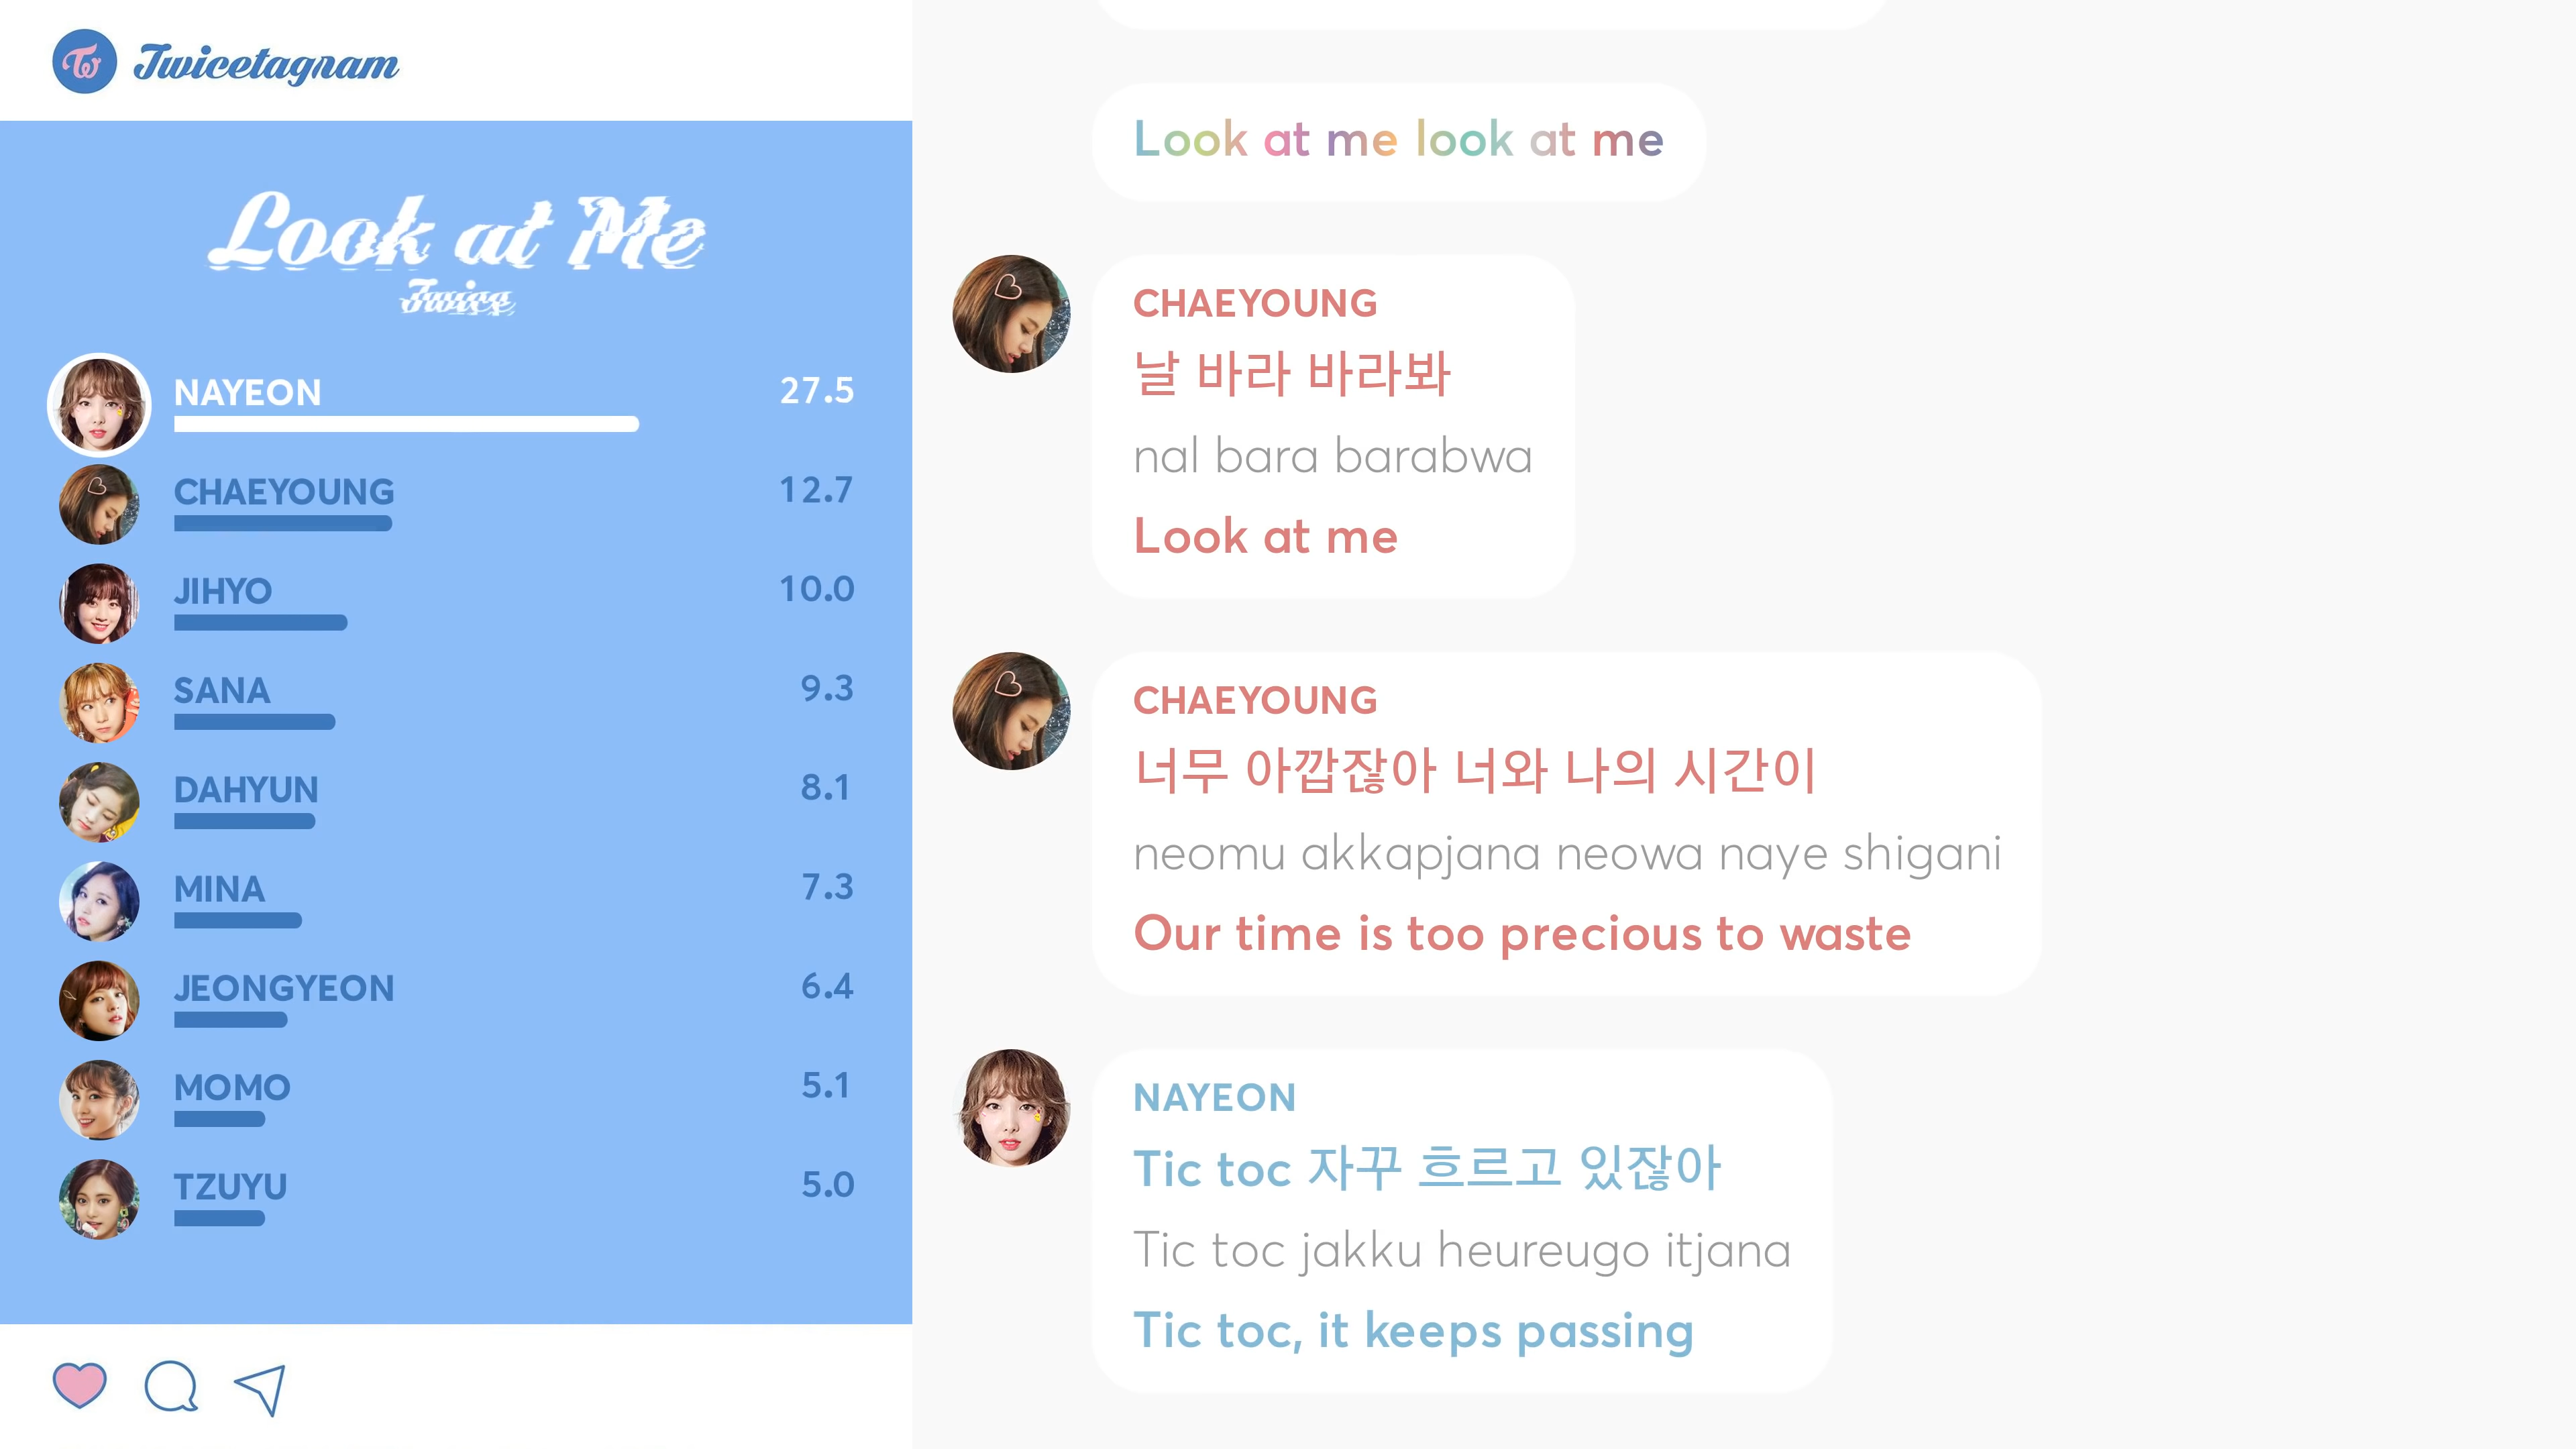 Twicetagram
Look at Me
Twice
NAYEON 27.5
CHAEYOUNG 12.7
JIHYO 10.0
SANA 9.3
DAHYUN 8.1
MINA 7.3
JEONGYEON 6.4
MOMO 5.1
TZUYU 5.0
Look at me look at me
CHAEYOUNG
날 바라 바라봐
nal bara barabwa
Look at me
CHAEYOUNG
너무 아깝잖아 너와 나의 시간이
neomu akkapjana neowa naye shigani
Our time is too precious to waste
NAYEON
Tic toc 자꾸 흐르고 있잖아
Tic toc jakku heureugo itjana
Tic toc, it keeps passing